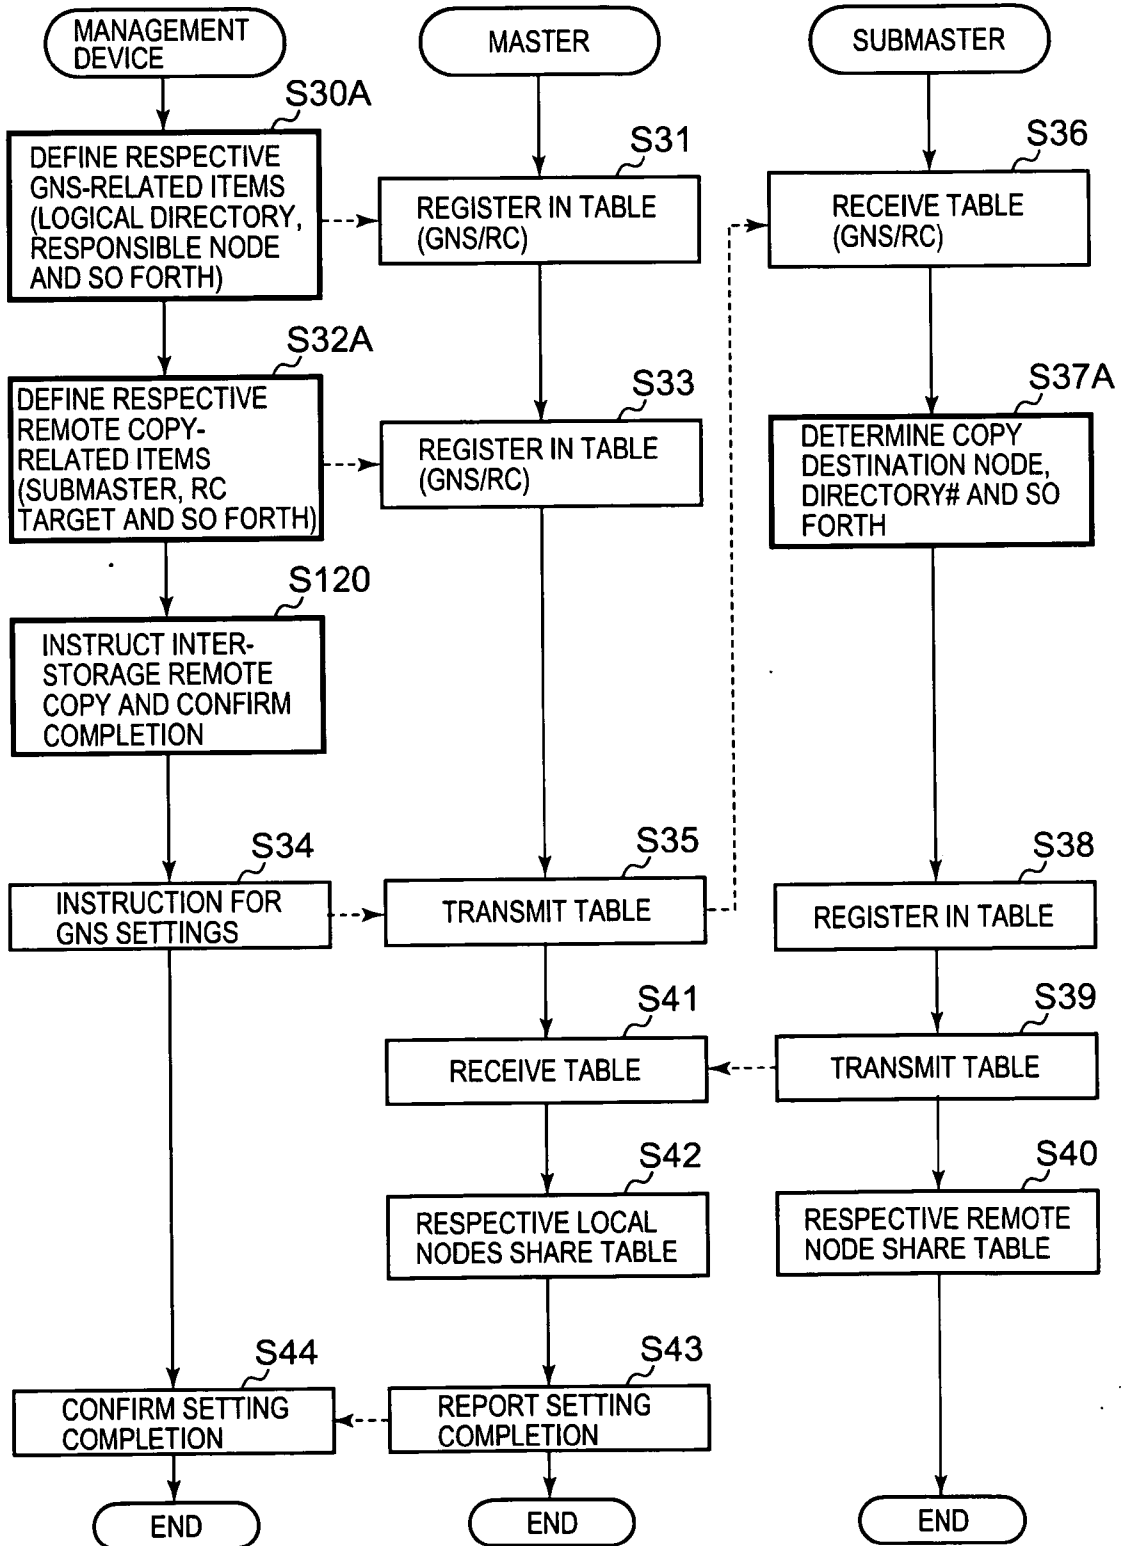 MANAGEMENT
DEVICE
S30A
DEFINE RESPECTIVE
GNS-RELATED ITEMS
(LOGICAL DIRECTORY,
RESPONSIBLE NODE
AND SO FORTH)
S32A
DEFINE RESPECTIVE
REMOTE COPY-
RELATED ITEMS
(SUBMASTER, RC
TARGET AND SO FORTH)
S120
INSTRUCT INTER-
STORAGE REMOTE
COPY AND CONFIRM
COMPLETION
S34
INSTRUCTION FOR
GNS SETTINGS
S44
CONFIRM SETTING
COMPLETION
END
MASTER
S31
REGISTER IN TABLE
(GNS/RC)
S33
REGISTER IN TABLE
(GNS/RC)
S35
TRANSMIT TABLE
S41
RECEIVE TABLE
S42
RESPECTIVE LOCAL
NODES SHARE TABLE
S43
REPORT SETTING
COMPLETION
END
SUBMASTER
S36
RECEIVE TABLE
(GNS/RC)
S37A
DETERMINE COPY
DESTINATION NODE,
DIRECTORY# AND SO
FORTH
S38
REGISTER IN TABLE
S39
TRANSMIT TABLE
S40
RESPECTIVE REMOTE
NODE SHARE TABLE
END